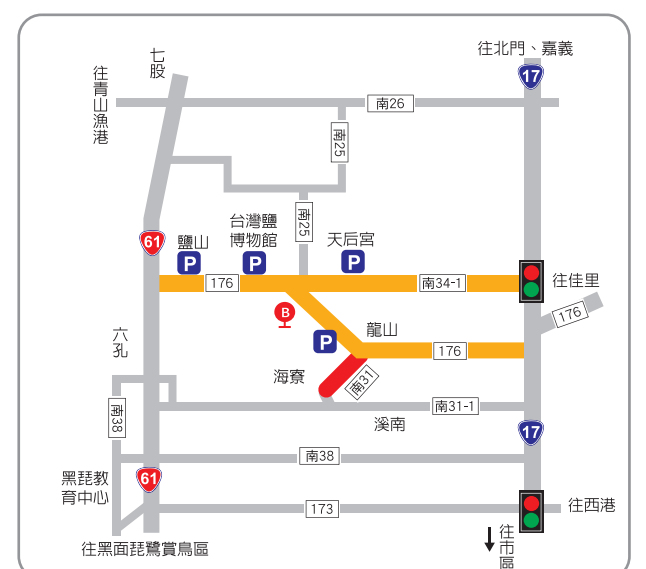 往北門、嘉義
17
七股
往青山漁港
南26
南25
南25
61
鹽山
P
台灣鹽
博物館
P
天后宮
P
176
南34-1
往佳里
176
B
P
龍山
176
六孔
海寮
南31
南38
南31-1
溪南
17
南38
黑琵教
育中心
61
173
往西港
往市區
往黑面琵鷺賞鳥區